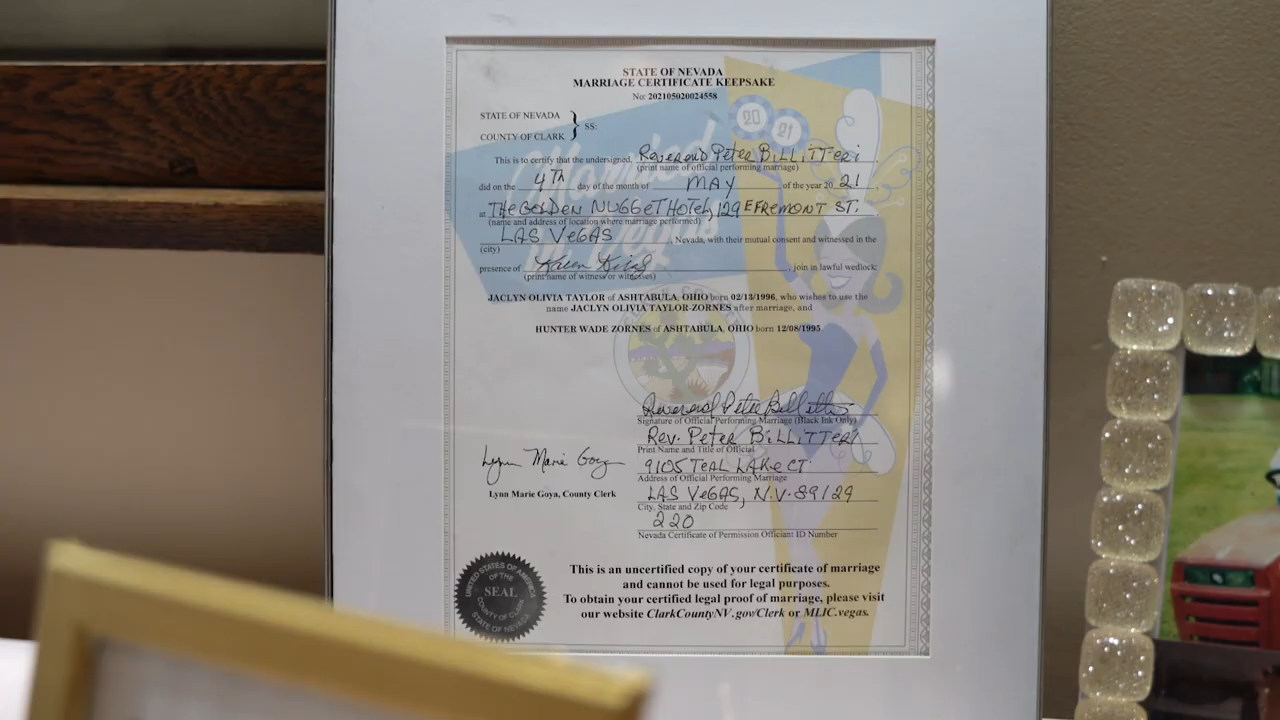 STATE OF NEVADA
MARRIAGE CERTIFICATE KEEPSAKE
No: 202105020024558
STATE OF NEVADA
COUNTY OF CLARK } SS:
20 21
Married
This is to certify that the undersigned, Reverend Peter BiLLiTTeri
(print name of official performing marriage)
did on the 4TH day of the month of MAY of the year 20 21.
at THe GOLDEN NUGGeT HOTeL, 129 E FREMONT ST.
(name and address of location where marriage performed)
LAS VeGAS, Nevada, with their mutual consent and witnessed in the
(city)
presence of Karen, join in lawful wedlock:
(print name of witness or witnesses)
JACLYN OLIVIA TAYLOR of ASHTABULA, OHIO born 02/13/1996, who wishes to use the
name JACLYN OLIVIA TAYLOR-ZORNES after marriage, and
HUNTER WADE ZORNES of ASHTABULA, OHIO born 12/08/1995.
Reverend Peter Billitteri
Signature of Official Performing Marriage (Black Ink Only)
Rev. Peter BiLLiTTeri
Print Name and Title of Official
9105 TeAL LAKe CT.
Address of Official Performing Marriage
LAS VeGAS, N.V. 89129
City, State and Zip Code
220
Nevada Certificate of Permission Officiant ID Number
Lynn Marie Goya
Lynn Marie Goya, County Clerk
UNITED STATES OF AMERICA
OF THE
SEAL
COUNTY OF CLARK
STATE OF NEVADA
This is an uncertified copy of your certificate of marriage
and cannot be used for legal purposes.
To obtain your certified legal proof of marriage, please visit
our website ClarkCountyNV.gov/Clerk or MLIC.vegas.